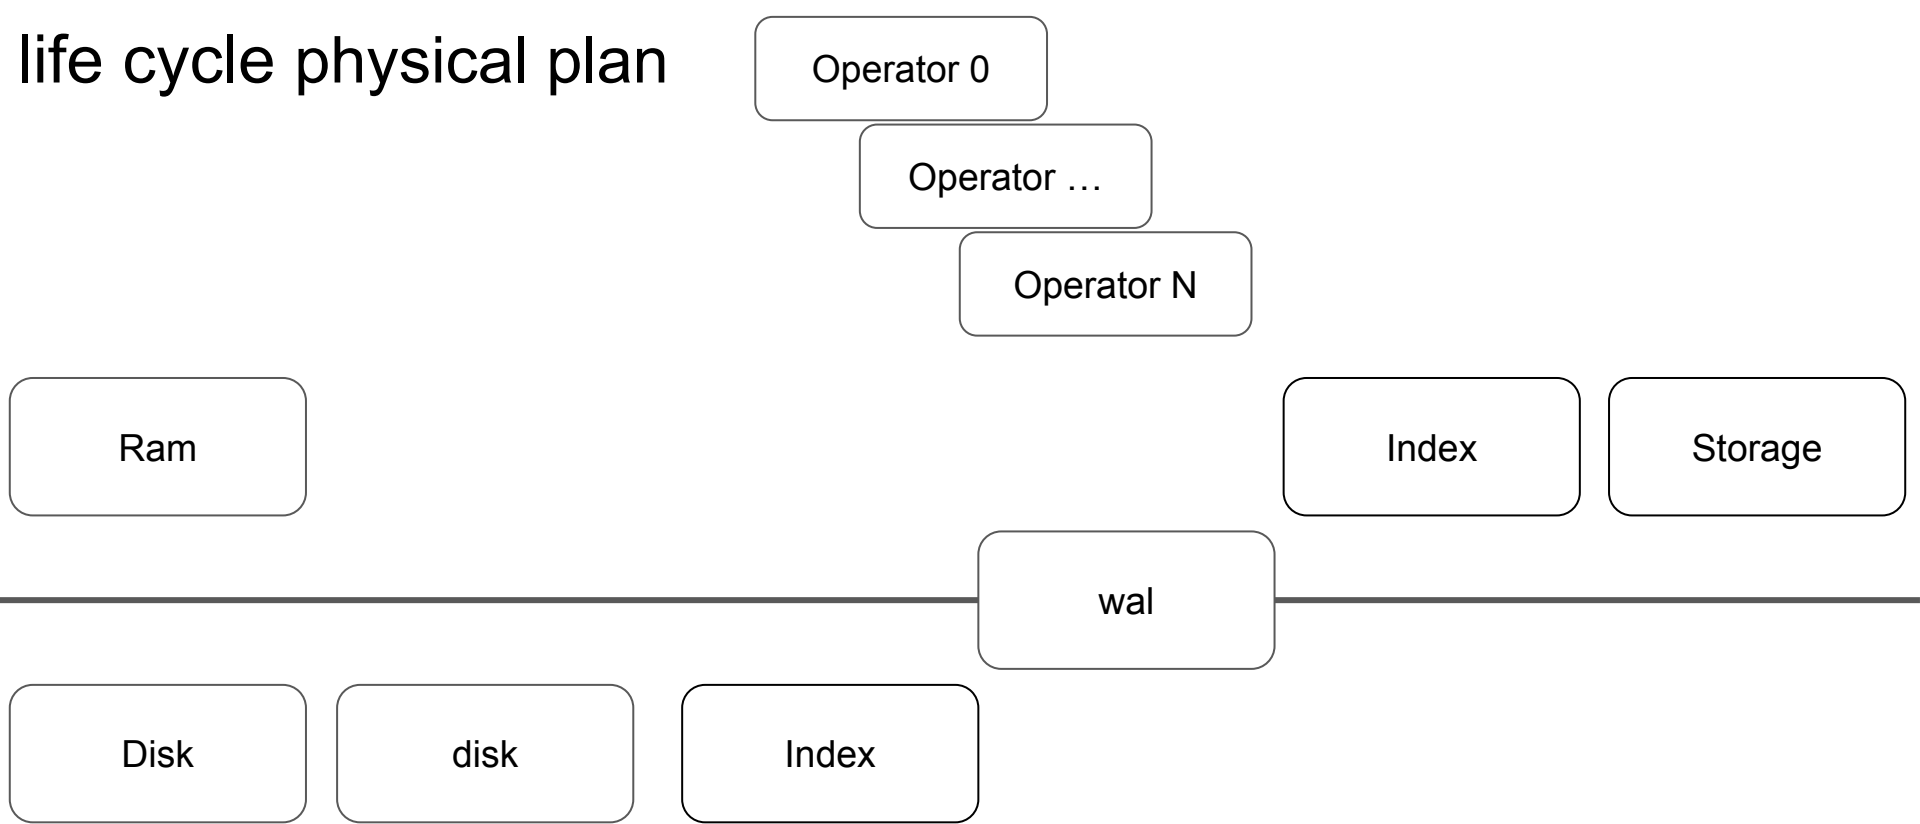 life cycle physical plan
Operator 0
Operator …
Operator N
Ram
Index
Storage
wal
Disk
disk
Index